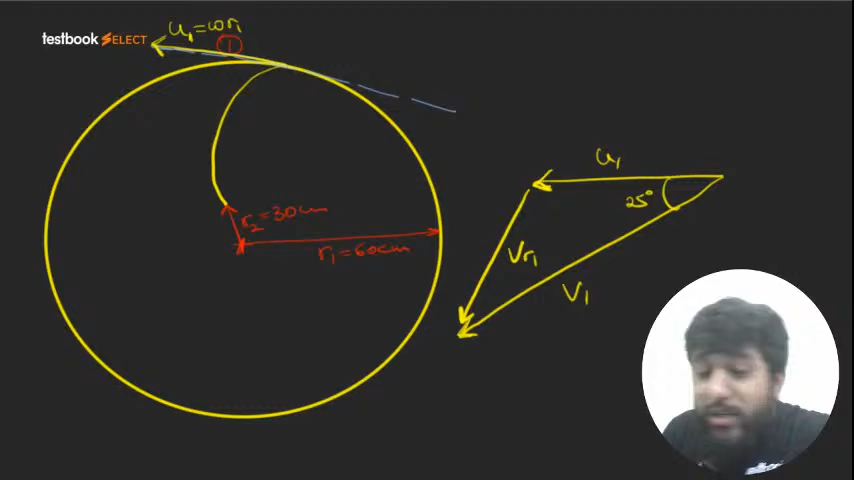 u₁=ωr₁
testbook SELECT
①
u₁
25°
r₂=30cm
r₁=60cm
Vr₁
V₁